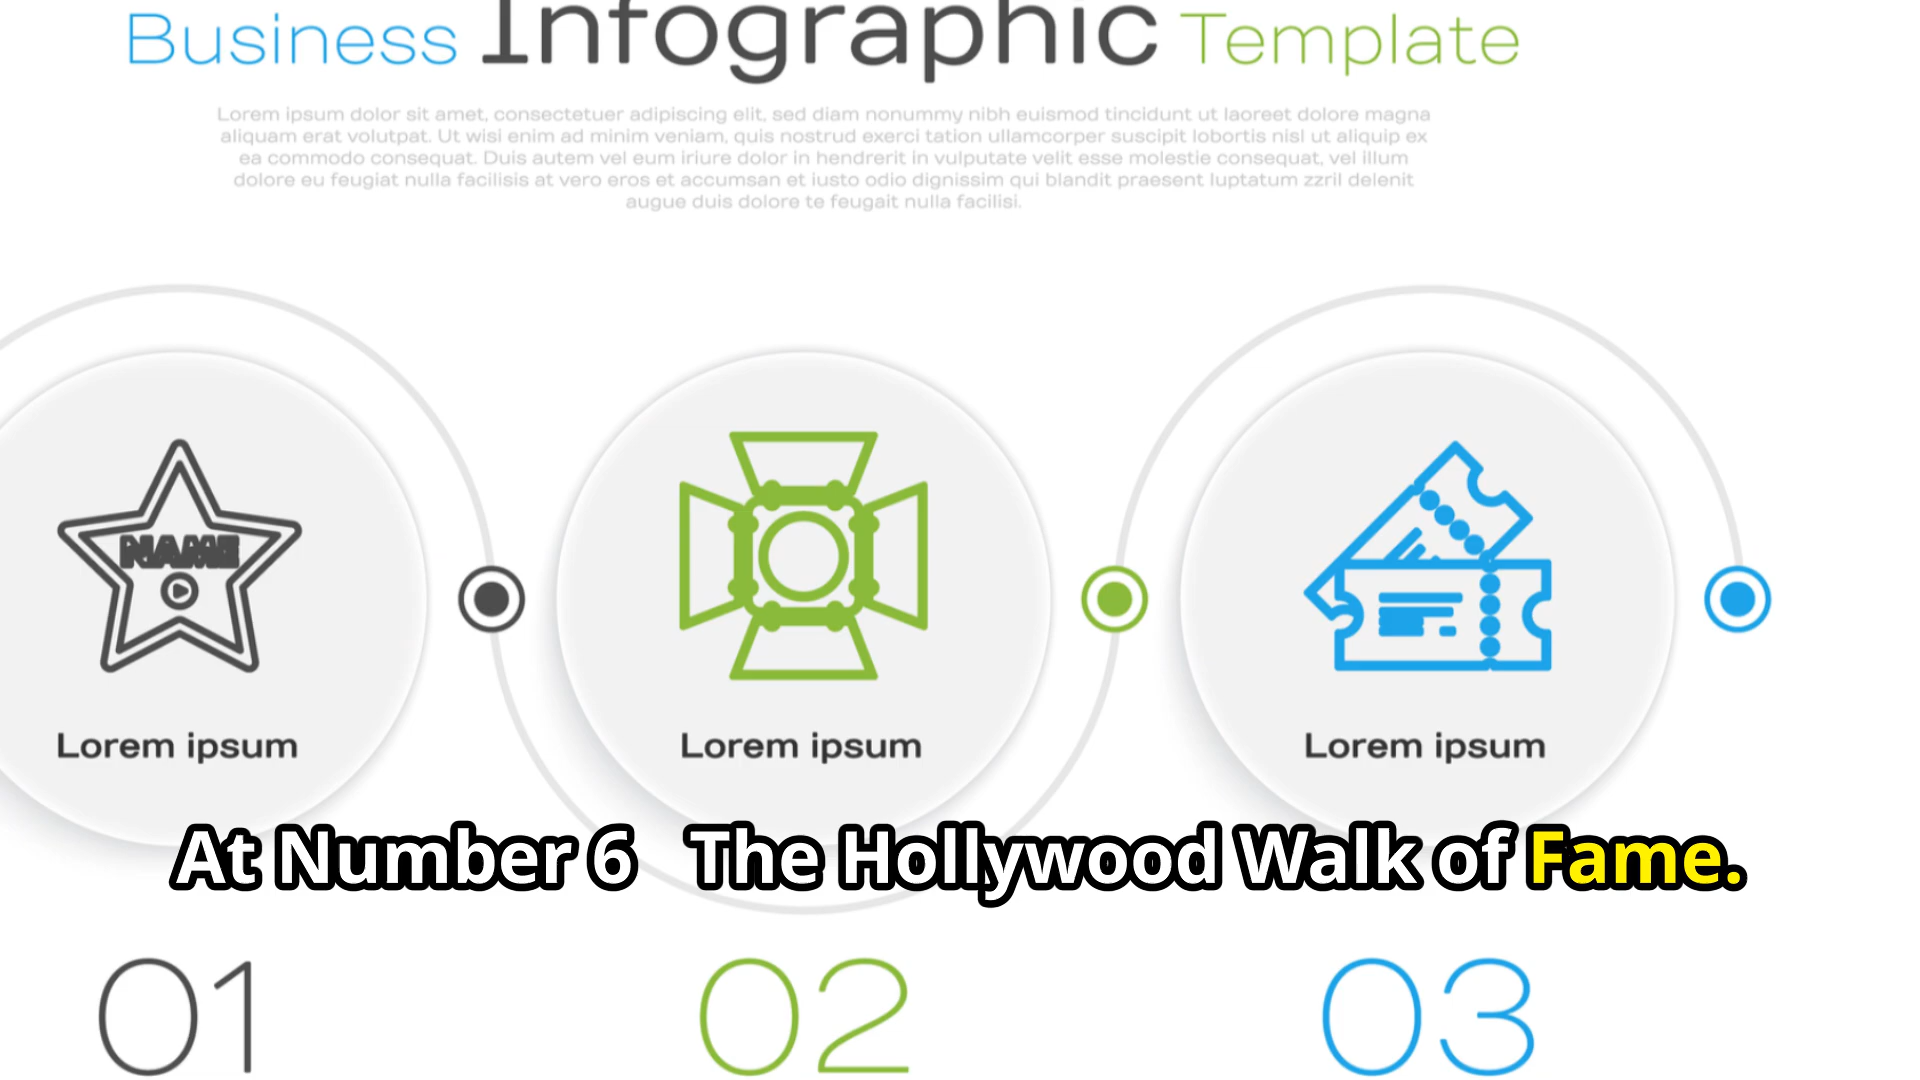 Business Infographic Template
Lorem ipsum dolor sit amet, consectetuer adipiscing elit, sed diam nonummy nibh euismod tincidunt ut laoreet dolore magna
aliquam erat volutpat. Ut wisi enim ad minim veniam, quis nostrud exerci tation ullamcorper suscipit lobortis nisl ut aliquip ex
ea commodo consequat. Duis autem vel eum iriure dolor in hendrerit in vulputate velit esse molestie consequat, vel illum
dolore eu feugiat nulla facilisis at vero eros et accumsan et iusto odio dignissim qui blandit praesent luptatum zzril delenit
augue duis dolore te feugait nulla facilisi.
NAME
Lorem ipsum
Lorem ipsum
Lorem ipsum
At Number 6 The Hollywood Walk of Fame.
01
02
03